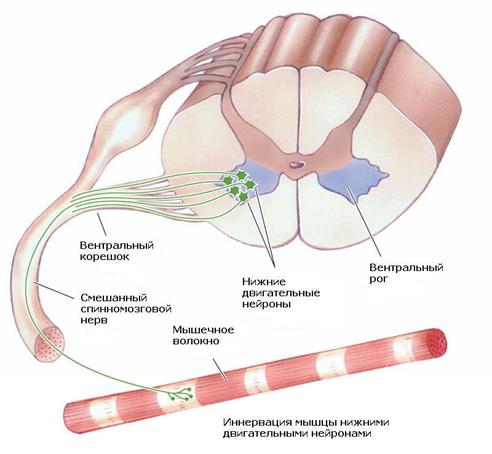 Вентральный
корешок
Вентральный
рог
Нижние
двигательные
нейроны
Смешанный
спинномозговой
нерв
Мышечное
волокно
Иннервация мышцы нижними
двигательными нейронами